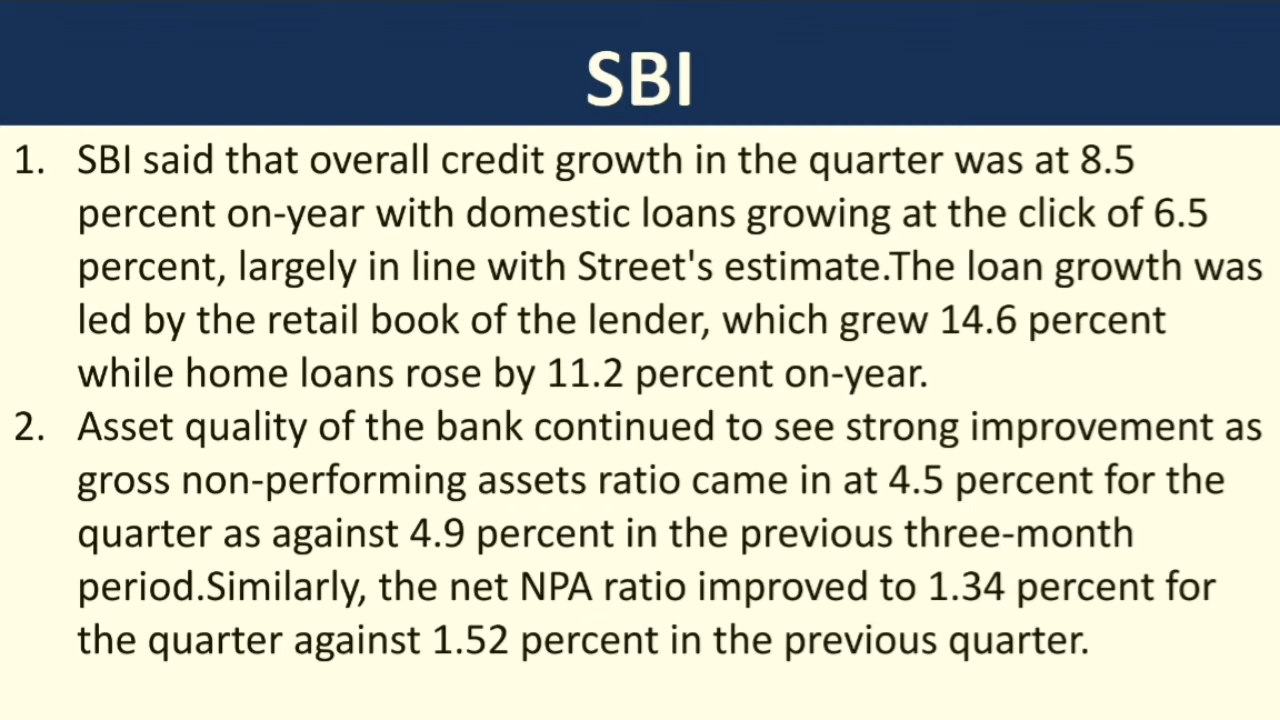 SBI
1. SBI said that overall credit growth in the quarter was at 8.5
percent on-year with domestic loans growing at the click of 6.5
percent, largely in line with Street's estimate.The loan growth was
led by the retail book of the lender, which grew 14.6 percent
while home loans rose by 11.2 percent on-year.
2. Asset quality of the bank continued to see strong improvement as
gross non-performing assets ratio came in at 4.5 percent for the
quarter as against 4.9 percent in the previous three-month
period.Similarly, the net NPA ratio improved to 1.34 percent for
the quarter against 1.52 percent in the previous quarter.